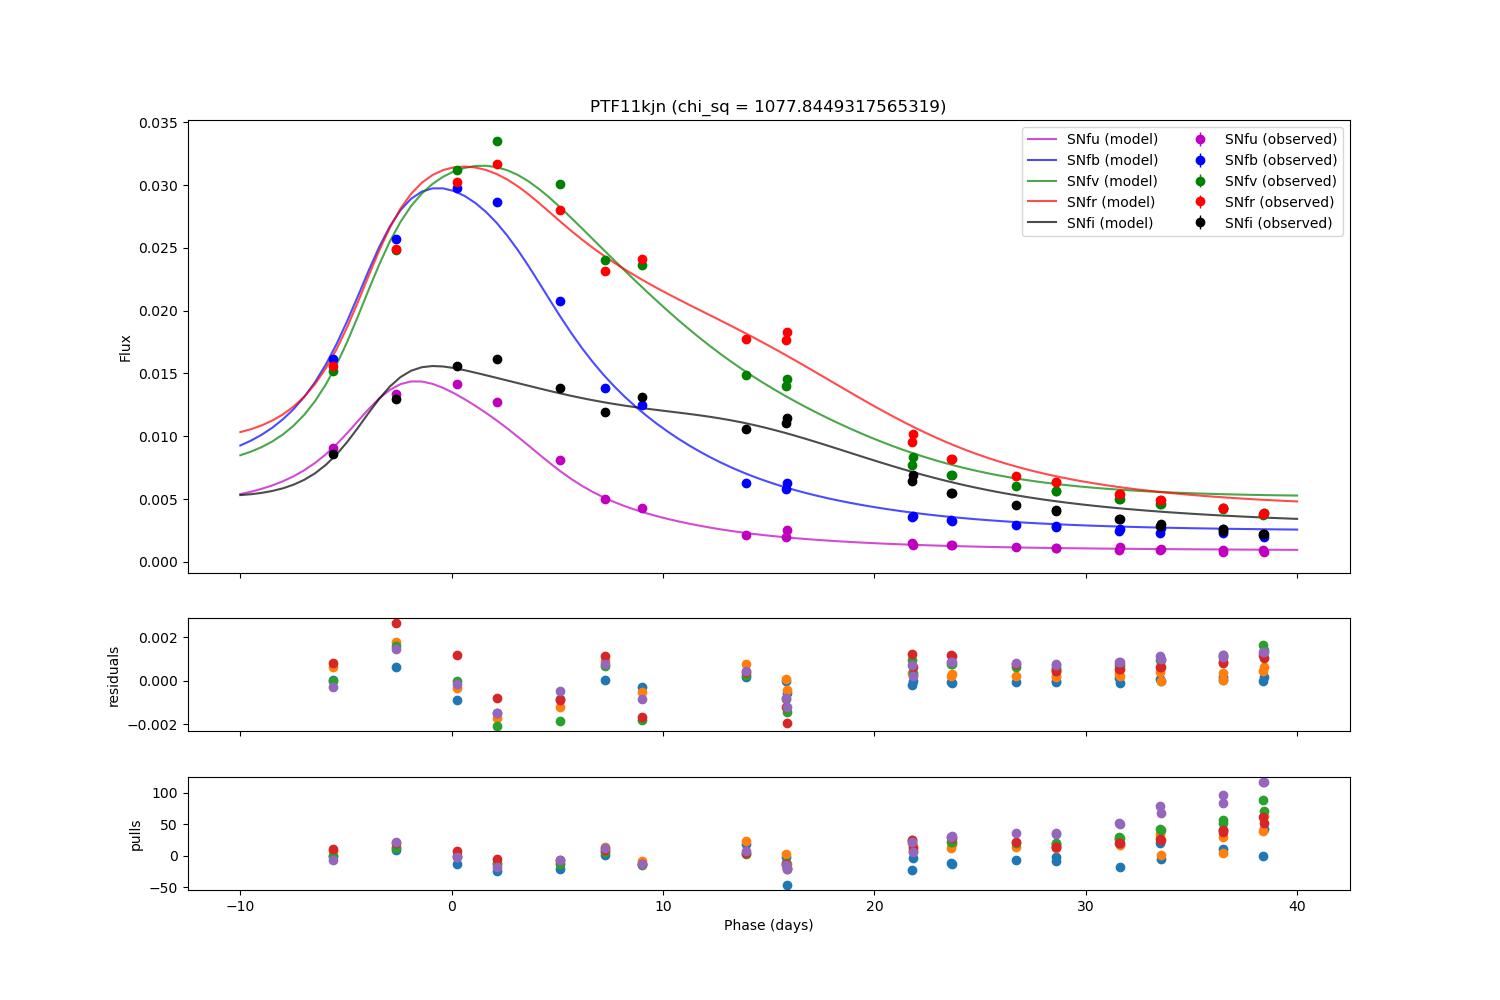 PTF11kjn (chi_sq = 1077.8449317565319)
0.035
0.030
0.025
0.020
0.015
0.010
0.005
0.000
Flux
SNfu (model)
SNfb (model)
SNfv (model)
SNfr (model)
SNfi (model)
SNfu (observed)
SNfb (observed)
SNfv (observed)
SNfr (observed)
SNfi (observed)
0.002
0.000
−0.002
residuals
100
50
0
−50
pulls
−10
0
10
20
30
40
Phase (days)